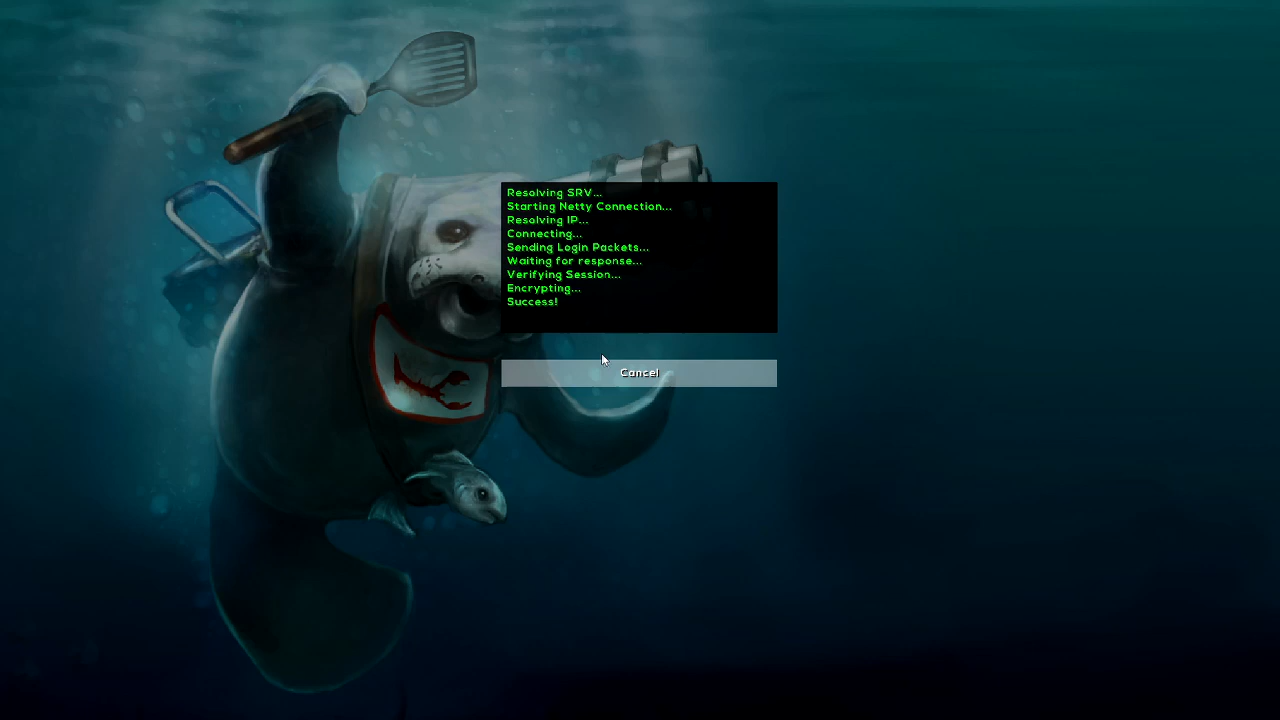 Resolving SRV...
Starting Netty Connection...
Resolving IP...
Connecting...
Sending Login Packets...
Waiting for response...
Verifying Session...
Encrypting...
Success!
Cancel